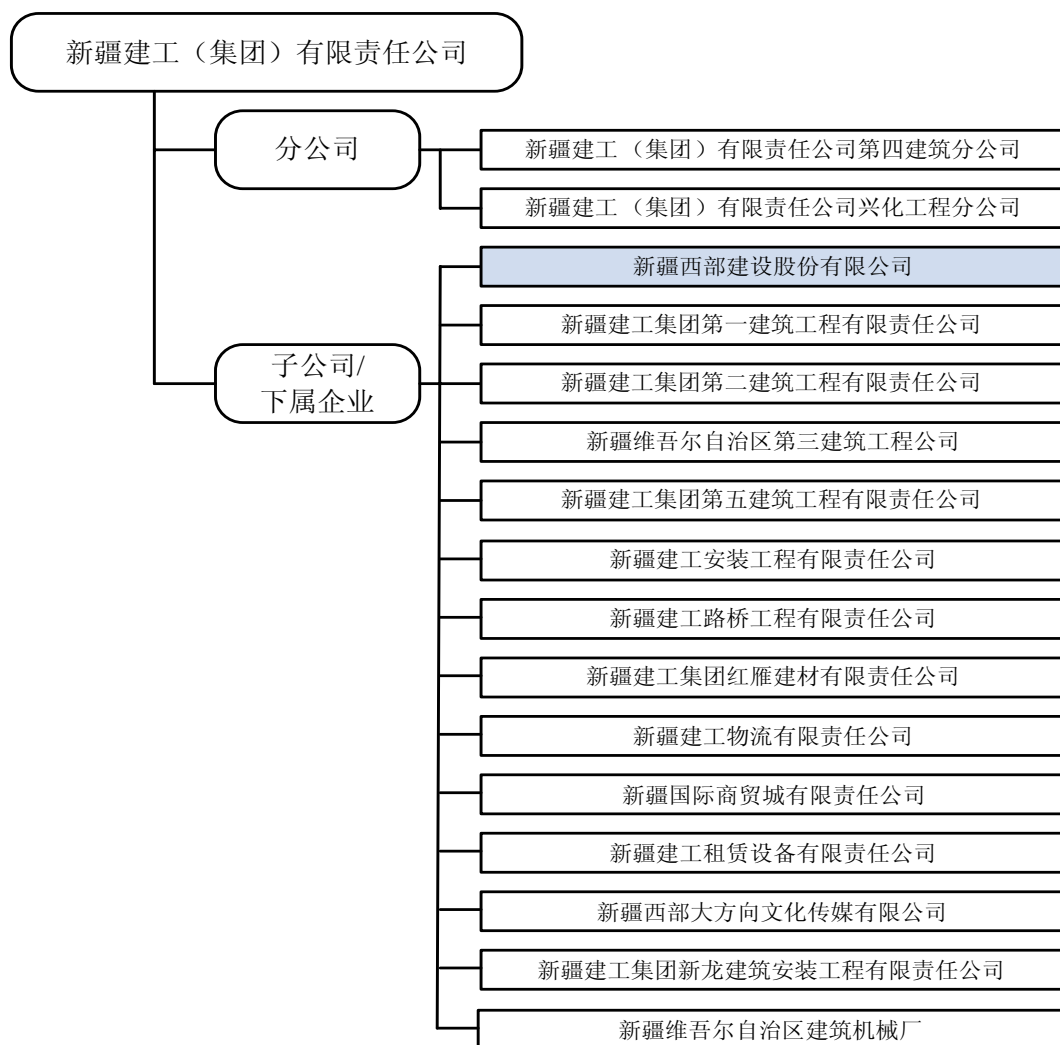 新疆建工（集团）有限责任公司
分公司
新疆建工（集团）有限责任公司第四建筑分公司
新疆建工（集团）有限责任公司兴化工程分公司
子公司/
下属企业
新疆西部建设股份有限公司
新疆建工集团第一建筑工程有限责任公司
新疆建工集团第二建筑工程有限责任公司
新疆维吾尔自治区第三建筑工程公司
新疆建工集团第五建筑工程有限责任公司
新疆建工安装工程有限责任公司
新疆建工路桥工程有限责任公司
新疆建工集团红雁建材有限责任公司
新疆建工物流有限责任公司
新疆国际商贸城有限责任公司
新疆建工租赁设备有限责任公司
新疆西部大方向文化传媒有限公司
新疆建工集团新龙建筑安装工程有限责任公司
新疆维吾尔自治区建筑机械厂